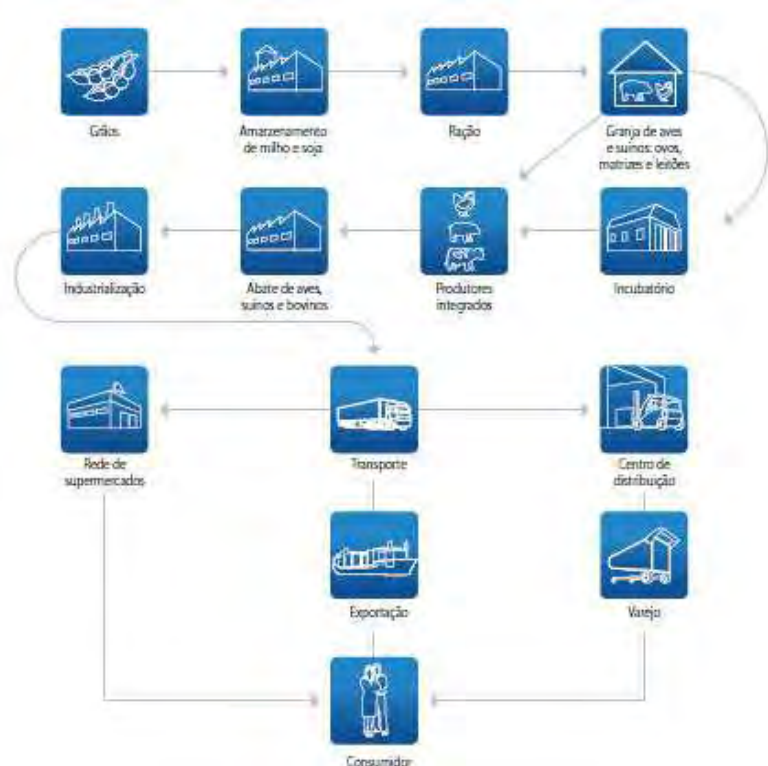 Grãos
Amarzenamento
de milho e soja
Ração
Granja de aves
e suínos: ovos,
matrizes e leitões
Industrialização
Abate de aves,
suínos e bovinos
Produtores
integrados
Incubatório
Rede de
supermercados
Transporte
Centro de
distribuição
Exportação
Varejo
Consumidor